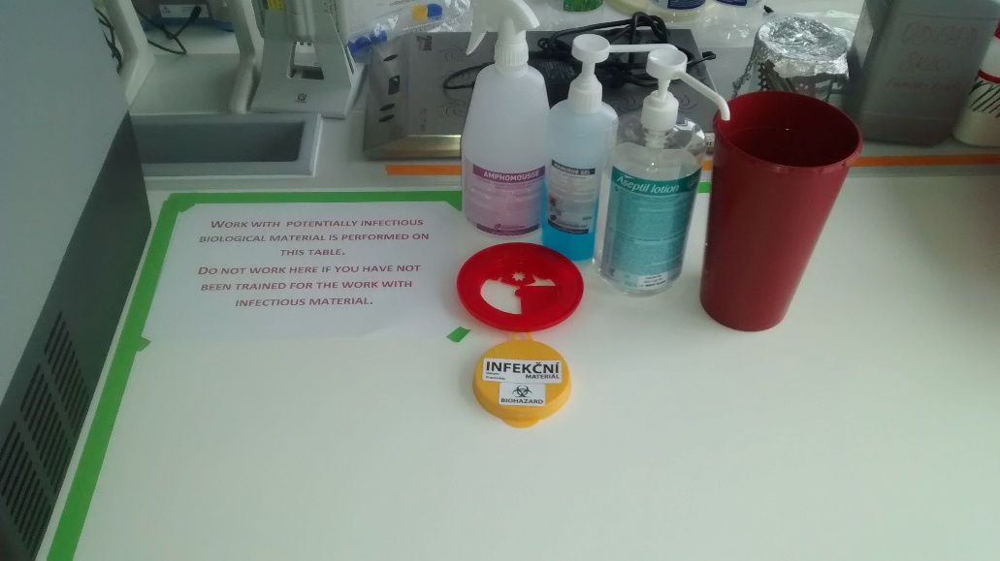 WORK WITH POTENTIALLY INFECTIOUS
BIOLOGICAL MATERIAL IS PERFORMED ON
THIS TABLE.
DO NOT WORK HERE IF YOU HAVE NOT
BEEN TRAINED FOR THE WORK WITH
INFECTIOUS MATERIAL.
AMPHOMOUSSE
GEL
Aseptil lotion
INFEKČNÍ
MATERIÁL
BIOHAZARD